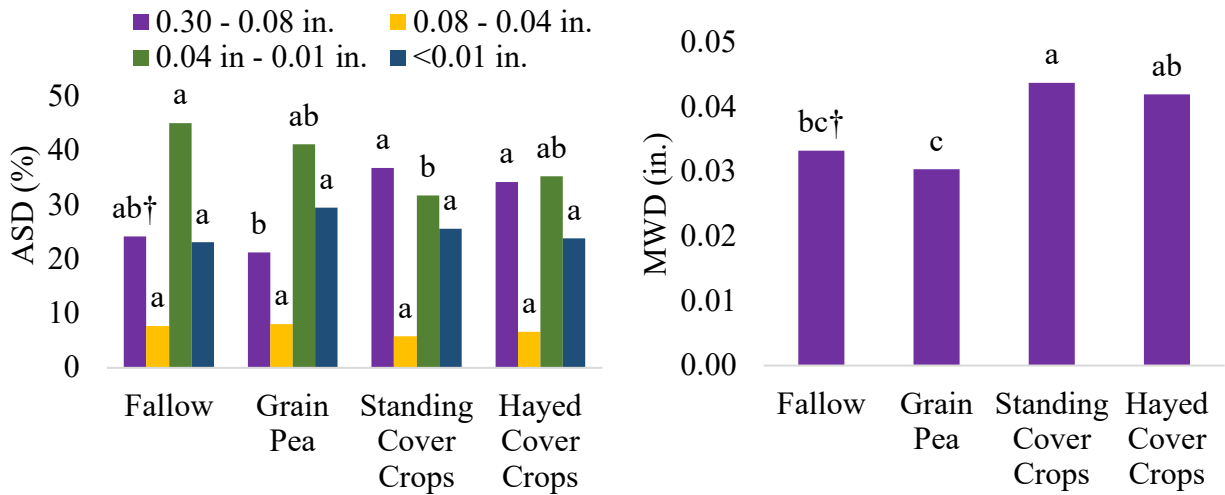 0.30 - 0.08 in.
0.08 - 0.04 in.
0.04 in - 0.01 in.
<0.01 in.
ASD (%)
50
40
30
20
10
0
ab†
a
a
a
b
a
ab
a
a
a
b
a
a
a
ab
a
Fallow
Grain
Pea
Standing
Cover
Crops
Hayed
Cover
Crops
MWD (in.)
0.05
0.04
0.03
0.02
0.01
0.00
bc†
c
a
ab
Fallow
Grain
Pea
Standing
Cover
Crops
Hayed
Cover
Crops